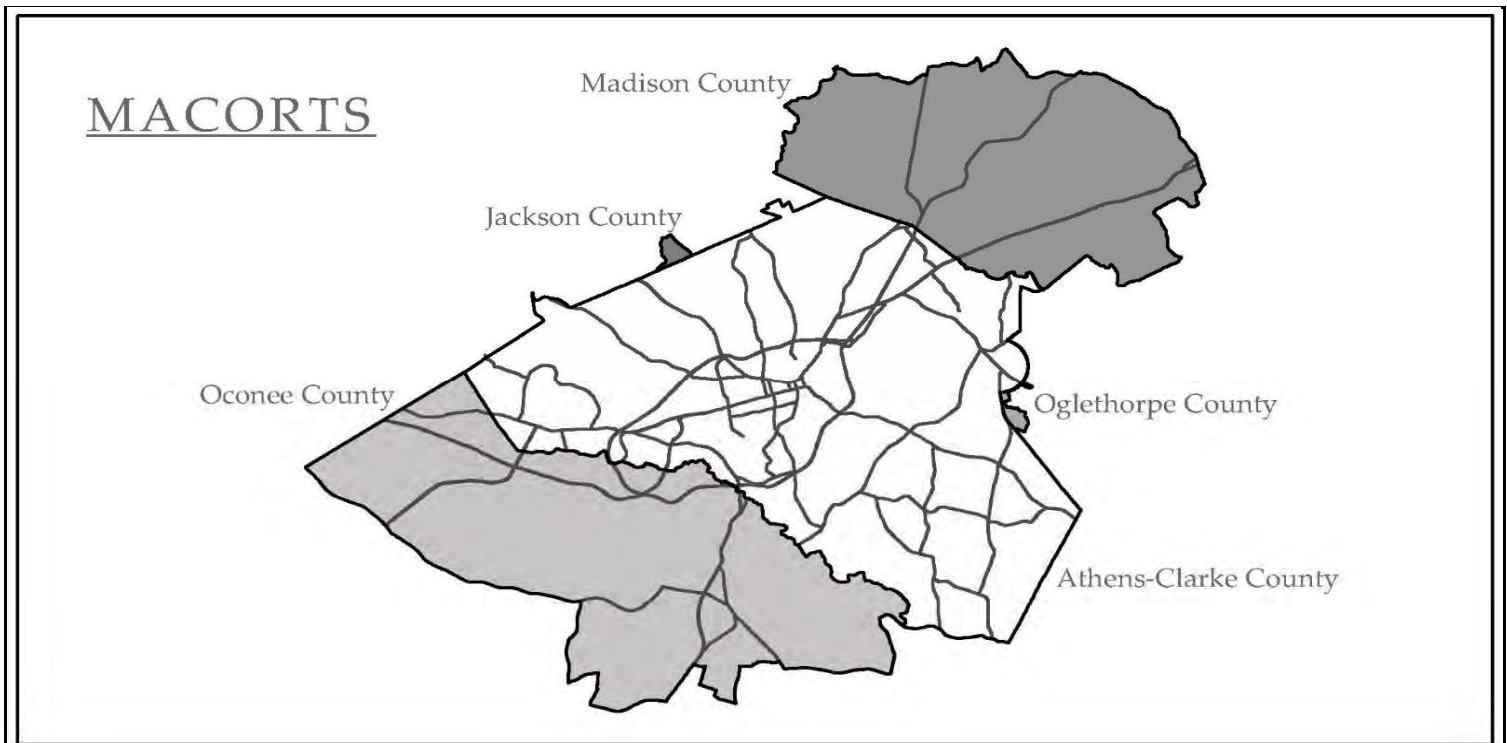 MACORTS
Madison County
Jackson County
Oconee County
Oglethorpe County
Athens-Clarke County